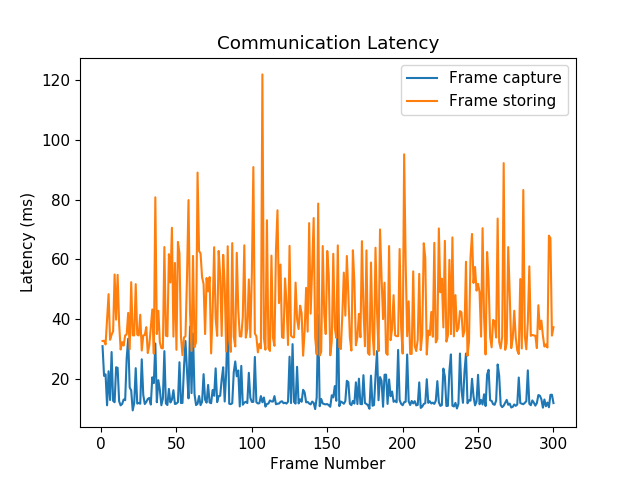 Communication Latency
Frame capture
Frame storing
120
100
80
60
40
20
Latency (ms)
0
50
100
150
200
250
300
Frame Number